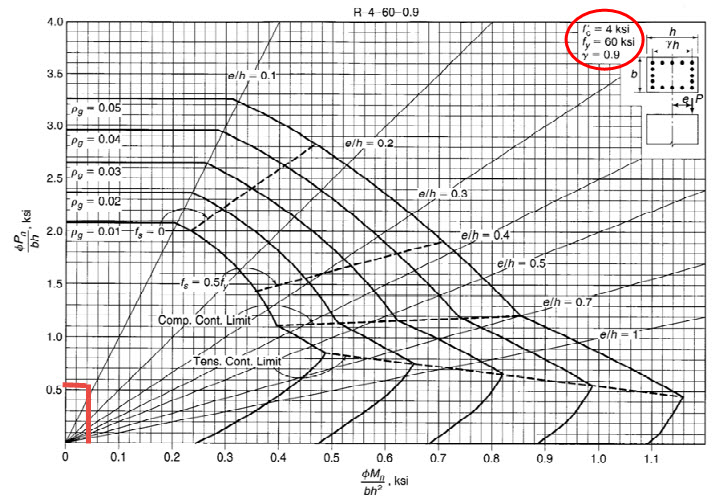 R-4-60-0.9
f′c = 4 ksi
fy = 60 ksi
γ = 0.9
h
γh
b
e
P
4.0
3.5
3.0
2.5
2.0
1.5
1.0
0.5
ϕPn
bh
, ksi
e/h = 0.1
e/h = 0.2
e/h = 0.3
e/h = 0.4
e/h = 0.5
e/h = 0.7
e/h = 1
ρg = 0.05
ρg = 0.04
ρg = 0.03
ρg = 0.02
ρg = 0.01
fs = 0
fs = 0.5fy
Comp. Cont. Limit
Tens. Cont. Limit
0
0.1
0.2
0.3
0.4
0.5
0.6
0.7
0.8
0.9
1.0
1.1
ϕMn
bh²
, ksi